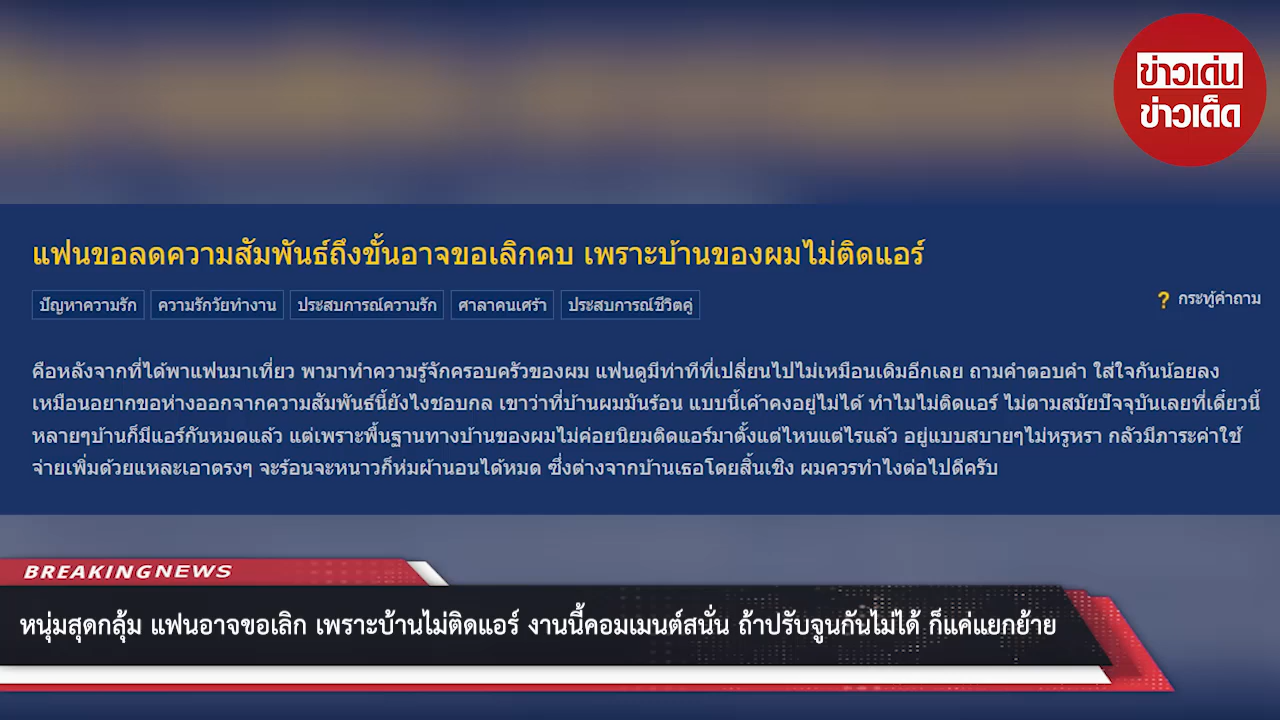 ข่าวเด่น
ข่าวเด็ด
แฟนขอลดความสัมพันธ์ถึงขั้นอาจขอเลิกคบ เพราะบ้านของผมไม่ติดแอร์
ปัญหาความรัก ความรักวัยทำงาน ประสบการณ์ความรัก ศาลาคนเศร้า ประสบการณ์ชีวิตคู่
? กระทู้คำถาม
คือหลังจากที่ได้พาแฟนมาเที่ยว พามาทำความรู้จักครอบครัวของผม แฟนดูมีท่าทีที่เปลี่ยนไปไม่เหมือนเดิมอีกเลย ถามคำตอบคำ ใส่ใจกันน้อยลง
เหมือนอยากขอห่างออกจากความสัมพันธ์นี้ยังไงชอบกล เขาว่าที่บ้านผมมันร้อน แบบนี้เค้าคงอยู่ไม่ได้ ทำไมไม่ติดแอร์ ไม่ตามสมัยปัจจุบันเลยที่เดี๋ยวนี้
หลายๆบ้านก็มีแอร์กันหมดแล้ว แต่เพราะพื้นฐานทางบ้านของผมไม่ค่อยนิยมติดแอร์มาตั้งแต่ไหนแต่ไรแล้ว อยู่แบบสบายๆไม่หรูหรา กลัวมีภาระค่าใช้
จ่ายเพิ่มด้วยแหละเอาตรงๆ จะร้อนจะหนาวก็ห่มผ้านอนได้หมด ซึ่งต่างจากบ้านเธอโดยสิ้นเชิง ผมควรทำไงต่อไปดีครับ
BREAKING NEWS
หนุ่มสุดกลุ้ม แฟนอาจขอเลิก เพราะบ้านไม่ติดแอร์ งานนี้คอมเมนต์สนั่น ถ้าปรับจูนกันไม่ได้ ก็แค่แยกย้าย